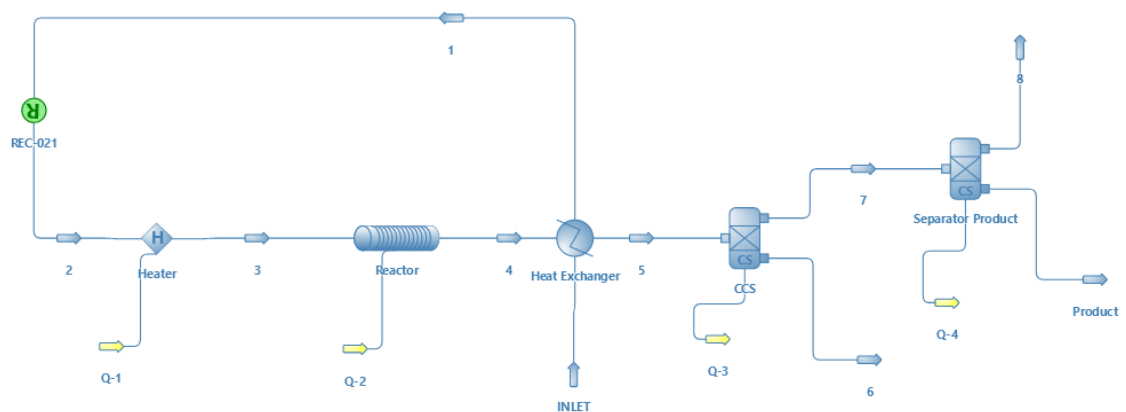 1
8
R
REC-021
7
CS
Separator Product
H
CS
2
Heater
3
Reactor
4
Heat Exchanger
5
CCS
Product
Q-4
Q-1
Q-2
Q-3
6
INLET